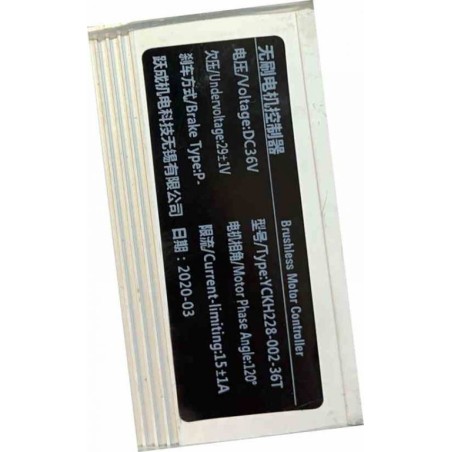 无刷电机控制器 Brushless Motor Controller
电压/Voltage:DC36V 型号/Type:YCKH228-002-36T
欠压/Undervoltage:29±1V 电机相角/Motor Phase Angle:120°
刹车方式/Brake Type:P- 限流/Current-limiting:15±1A
跃成机电科技无锡有限公司 日期:2020-03